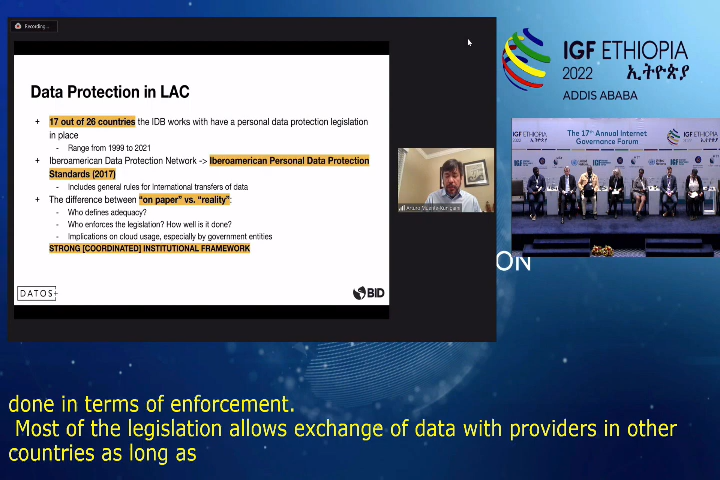 Recording...
Data Protection in LAC
+ 17 out of 26 countries the IDB works with have a personal data protection legislation
in place
- Range from 1999 to 2021
+ Iberoamerican Data Protection Network -> Iberoamerican Personal Data Protection
Standards (2017)
- Includes general rules for International transfers of data
+ The difference between "on paper" vs. "reality":
- Who defines adequacy?
- Who enforces the legislation? How well is it done?
- Implications on cloud usage, especially by government entities
STRONG [COORDINATED] INSTITUTIONAL FRAMEWORK
DATOS+
BID
IGF ETHIOPIA
2022 ኢትዮጵያ
ADDIS ABABA
IGF ETHIOPIA
The 17th Annual Internet
Governance Forum
IGF ETHIOPIA
ON
done in terms of enforcement.
Most of the legislation allows exchange of data with providers in other
countries as long as